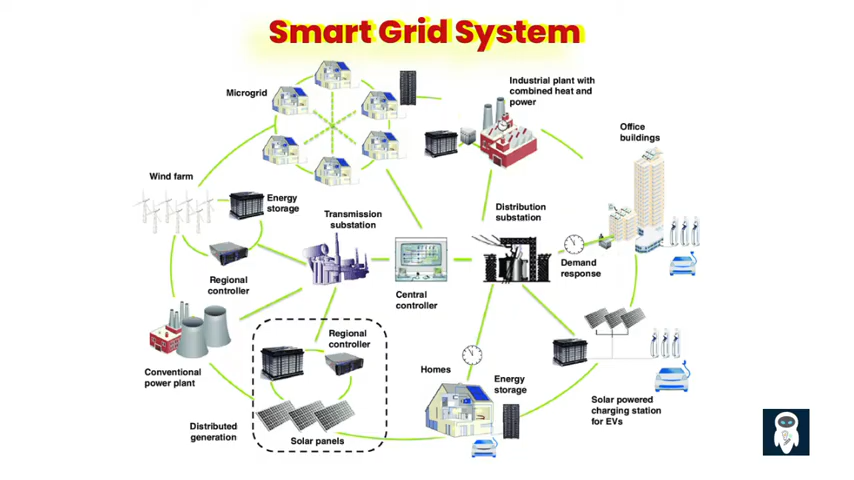 Smart Grid System
Microgrid
Industrial plant with
combined heat and
power
Office
buildings
Wind farm
Energy
storage
Transmission
substation
Distribution
substation
Demand
response
Regional
controller
Central
controller
Regional
controller
Conventional
power plant
Homes
Energy
storage
Solar powered
charging station
for EVs
Distributed
generation
Solar panels